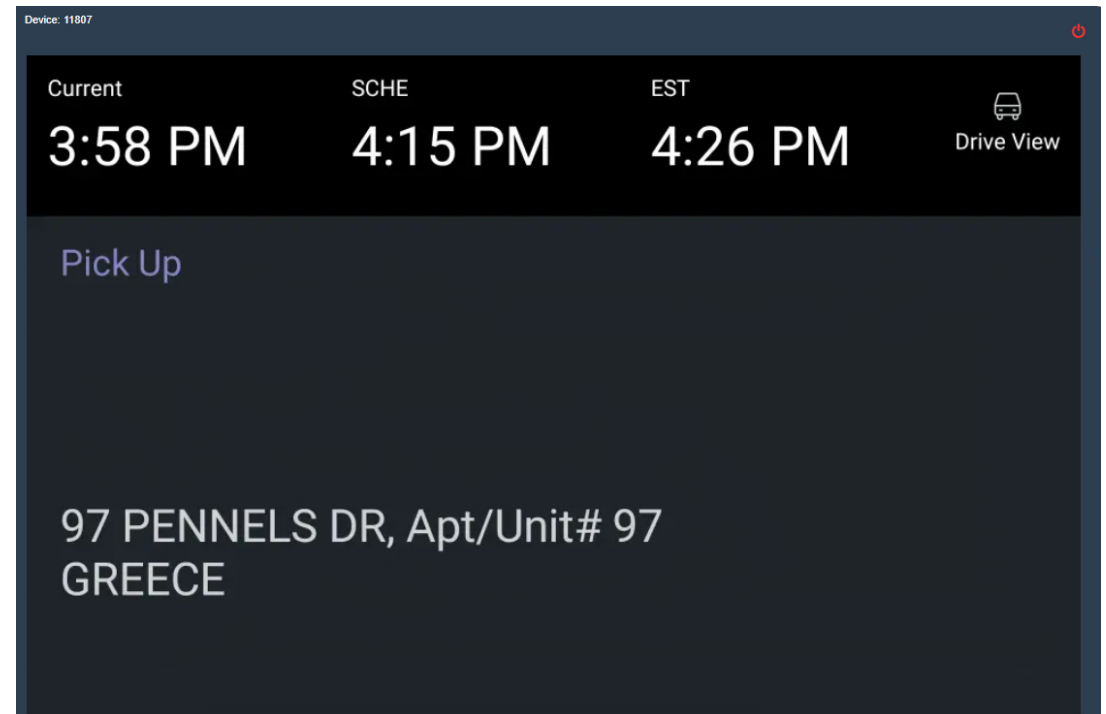 Device: 11807
Current
SCHE
EST
3:58 PM
4:15 PM
4:26 PM
Drive View
Pick Up
97 PENNELS DR, Apt/Unit# 97
GREECE